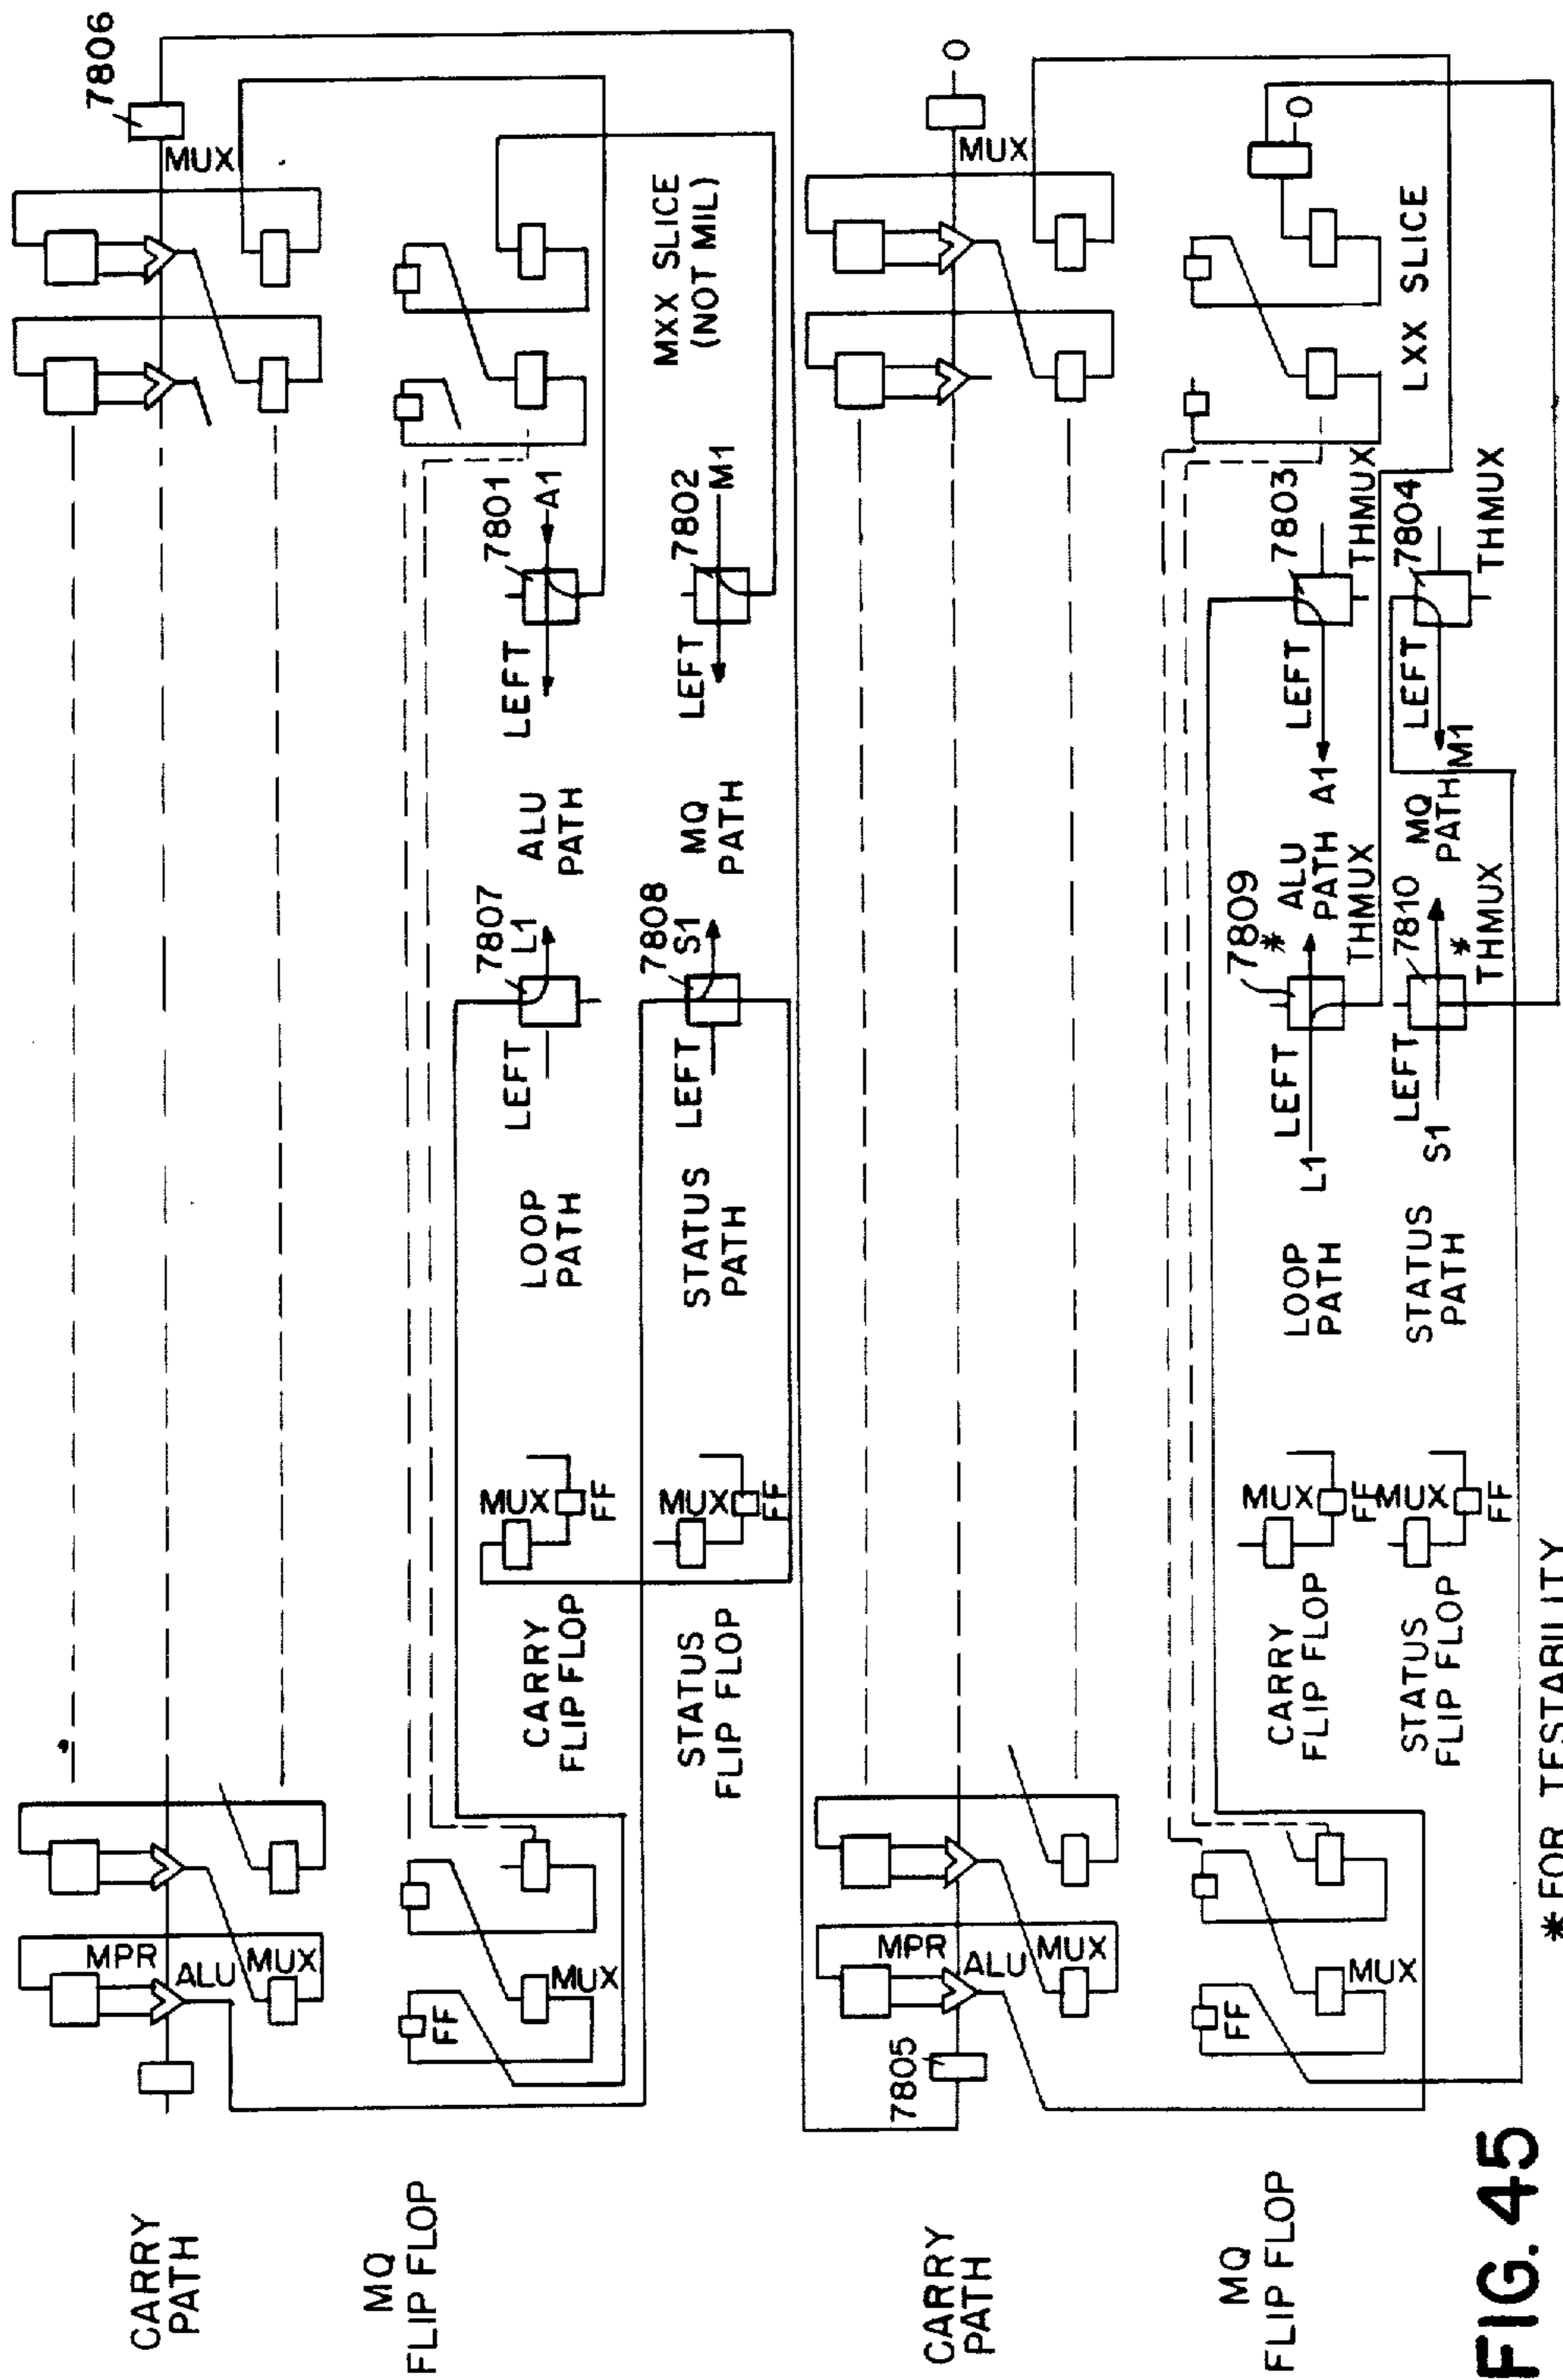 CARRY
PATH
MPR
ALU
MUX
MUX
7806
MQ
FLIP FLOP
FF
MUX
CARRY
FLIP FLOP
MUX
FF
LOOP
PATH
LEFT
7807
L1
ALU
PATH
LEFT
7801
A1
STATUS
FLIP FLOP
MUX
FF
STATUS
PATH
LEFT
7808
S1
MQ
PATH
LEFT
7802
M1
MXX SLICE
(NOT MIL)
CARRY
PATH
7805
MPR
ALU
MUX
MUX
O
MQ
FLIP FLOP
FF
MUX
CARRY
FLIP FLOP
MUX
FF
LOOP
PATH
L1
LEFT
7809
*
THMUX
ALU
PATH
A1
LEFT
7803
THMUX
O
STATUS
FLIP FLOP
MUX
FF
STATUS
PATH
S1
LEFT
7810
*
THMUX
MQ
PATH
M1
LEFT
7804
THMUX
LXX SLICE
* FOR TESTABILITY
FIG. 45